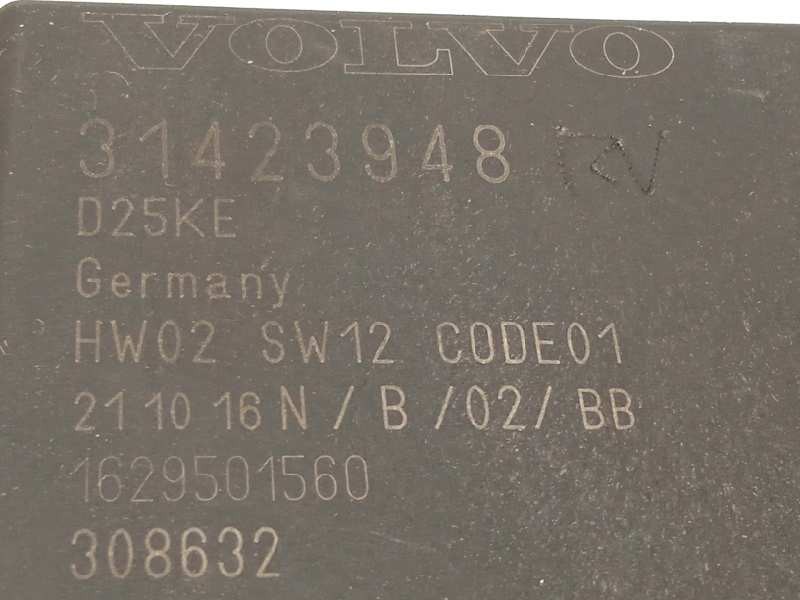 VOLVO
31423948
D25KE
Germany
HW02 SW12 CODE01
21 10 16 N / B / 02 / BB
1629501560
308632